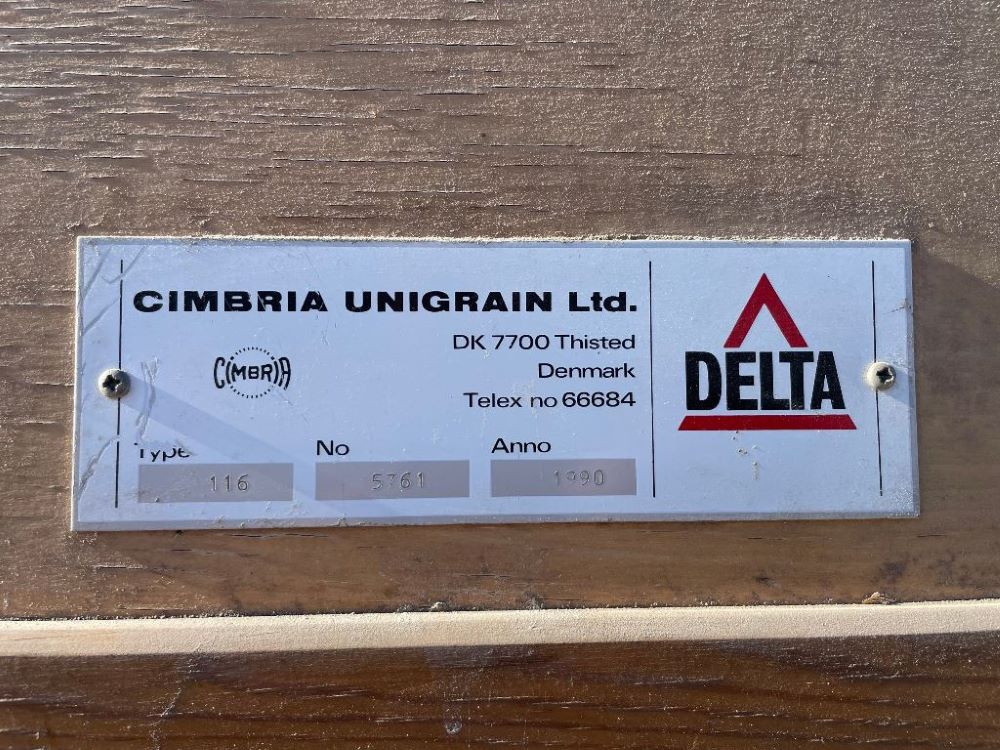 CIMBRIA UNIGRAIN Ltd.
DK 7700 Thisted
CIMBRIA
Denmark
Telex no 66684
DELTA
Type No Anno
116 5761 1990